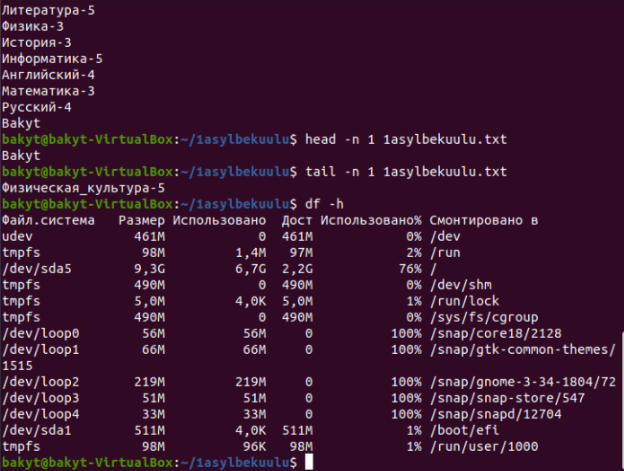 Литература-5
Физика-3
История-3
Информатика-5
Английский-4
Математика-3
Русский-4
Bakyt
bakyt@bakyt-VirtualBox:~/1asylbekuulu$ head -n 1 1asylbekuulu.txt
Bakyt
bakyt@bakyt-VirtualBox:~/1asylbekuulu$ tail -n 1 1asylbekuulu.txt
Физическая_культура-5
bakyt@bakyt-VirtualBox:~/1asylbekuulu$ df -h
Файл.система   Размер Использовано  Дост Использовано% Смонтировано в
udev             461M            0  461M            0% /dev
tmpfs             98M         1,4M   97M            2% /run
/dev/sda5        9,3G         6,7G  2,2G           76% /
tmpfs            490M            0  490M            0% /dev/shm
tmpfs            5,0M         4,0K  5,0M            1% /run/lock
tmpfs            490M            0  490M            0% /sys/fs/cgroup
/dev/loop0        56M          56M     0          100% /snap/core18/2128
/dev/loop1        66M          66M     0          100% /snap/gtk-common-themes/
1515
/dev/loop2       219M         219M     0          100% /snap/gnome-3-34-1804/72
/dev/loop3        51M          51M     0          100% /snap/snap-store/547
/dev/loop4        33M          33M     0          100% /snap/snapd/12704
/dev/sda1        511M         4,0K  511M            1% /boot/efi
tmpfs             98M          96K   98M            1% /run/user/1000
bakyt@bakyt-VirtualBox:~/1asylbekuulu$